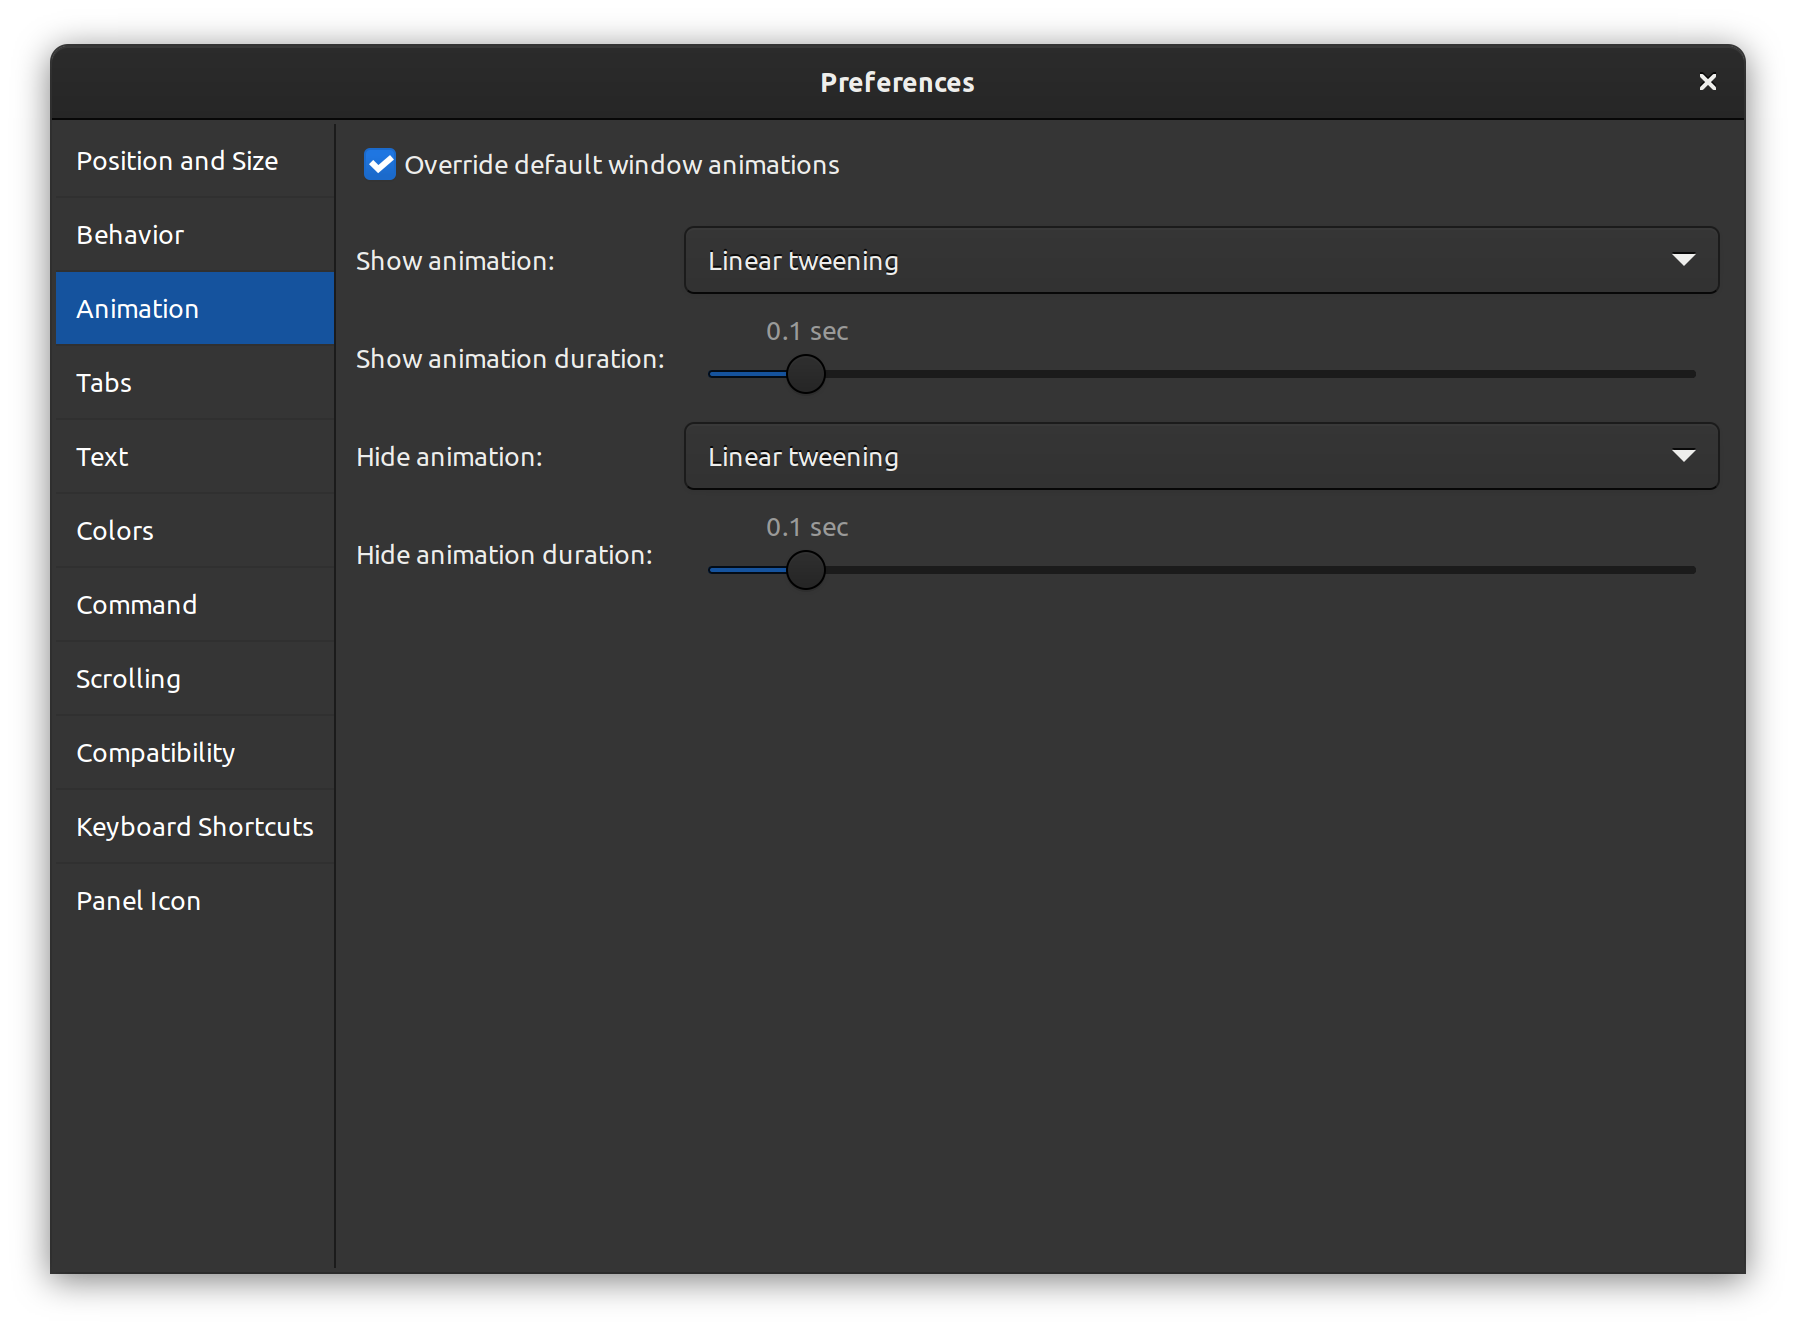 Preferences
Position and Size
Behavior
Animation
Tabs
Text
Colors
Command
Scrolling
Compatibility
Keyboard Shortcuts
Panel Icon
Override default window animations
Show animation:
Linear tweening
0.1 sec
Show animation duration:
Hide animation:
Linear tweening
0.1 sec
Hide animation duration: